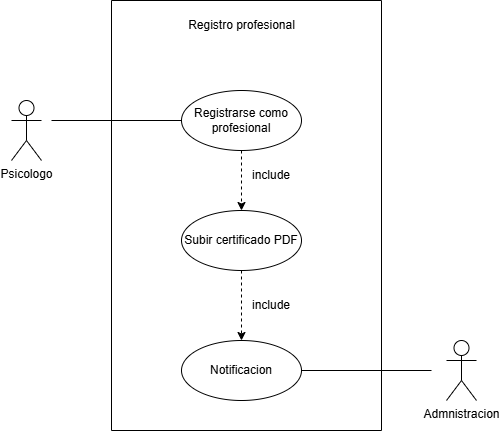 Registro profesional
Registrarse como
profesional
Psicologo
include
Subir certificado PDF
include
Notificacion
Admnistracion